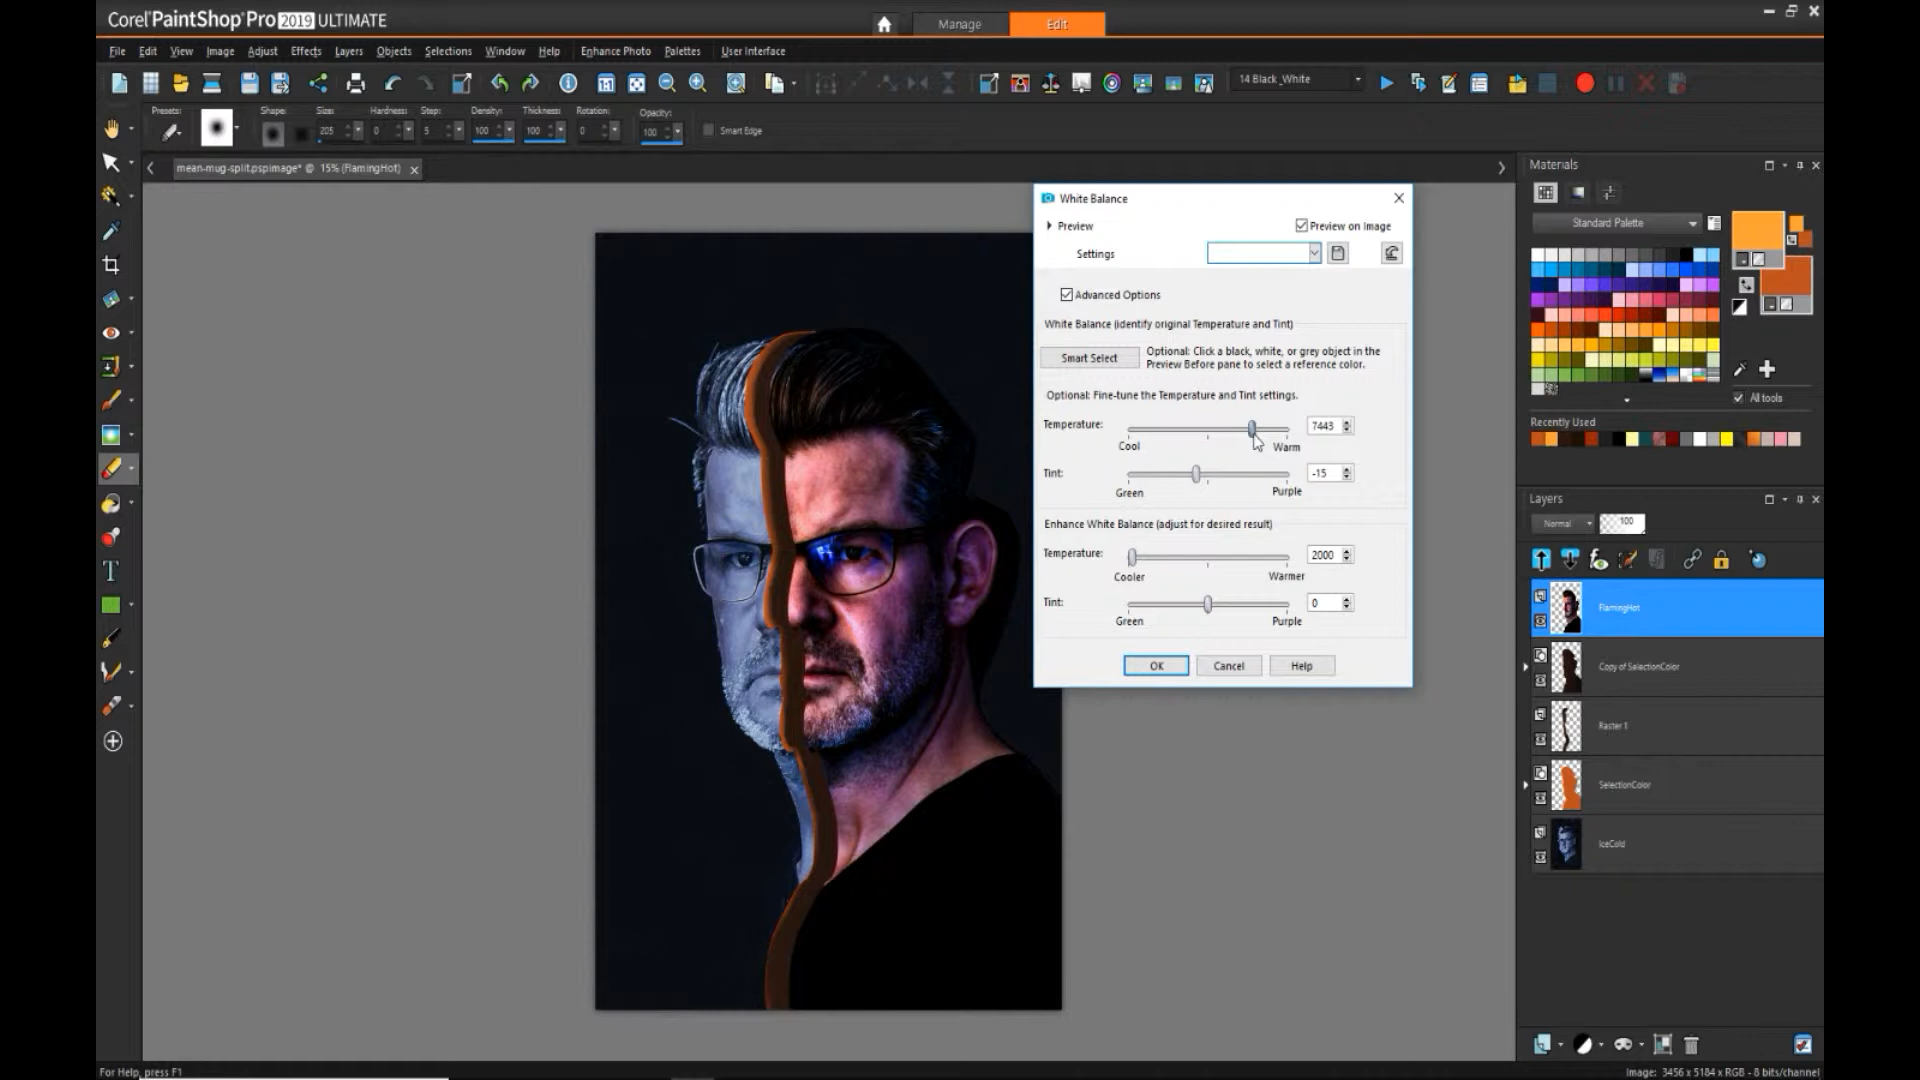 Corel PaintShop Pro 2019 ULTIMATE
Manage
Edit
File Edit View Image Adjust Effects Layers Objects Selections Window Help Enhance Photo Palettes User Interface
14 Black_White
Presets: Shape: Size: Hardness: Step: Density: Thickness: Rotation: Opacity:
205 0 5 100 100 0 100 Smart Edge
mean-mug-split.pspimage* @ 15% (FlamingHot)
White Balance
Preview
Preview on Image
Settings
Advanced Options
White Balance (identify original Temperature and Tint)
Smart Select
Optional: Click a black, white, or grey object in the
Preview Before pane to select a reference color.
Optional: Fine-tune the Temperature and Tint settings.
Temperature: 7443
Cool Warm
Tint: -15
Green Purple
Enhance White Balance (adjust for desired result)
Temperature: 2000
Cooler Warmer
Tint: 0
Green Purple
OK Cancel Help
Materials
Standard Palette
All tools
Recently Used
Layers
Normal 100
FlamingHot
Copy of SelectionColor
Raster 1
SelectionColor
IceCold
For Help, press F1
Image: 3456 x 5184 x RGB - 8 bits/channel